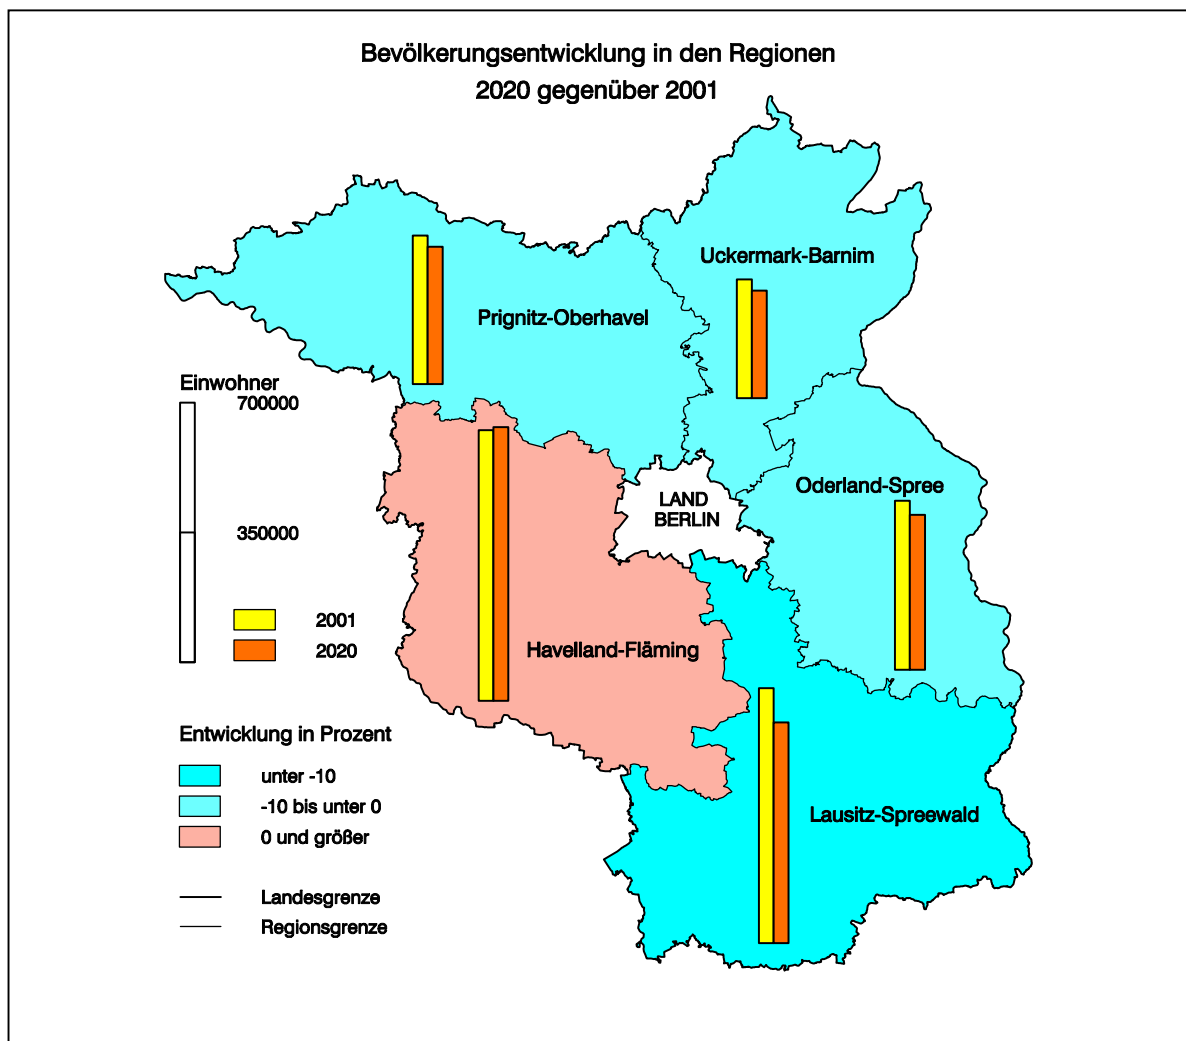 Bevölkerungsentwicklung in den Regionen
2020 gegenüber 2001
Uckermark-Barnim
Prignitz-Oberhavel
Einwohner
700000
350000
LAND
BERLIN
Oderland-Spree
2001
2020
Havelland-Fläming
Entwicklung in Prozent
unter -10
-10 bis unter 0
0 und größer
Lausitz-Spreewald
Landesgrenze
Regionsgrenze